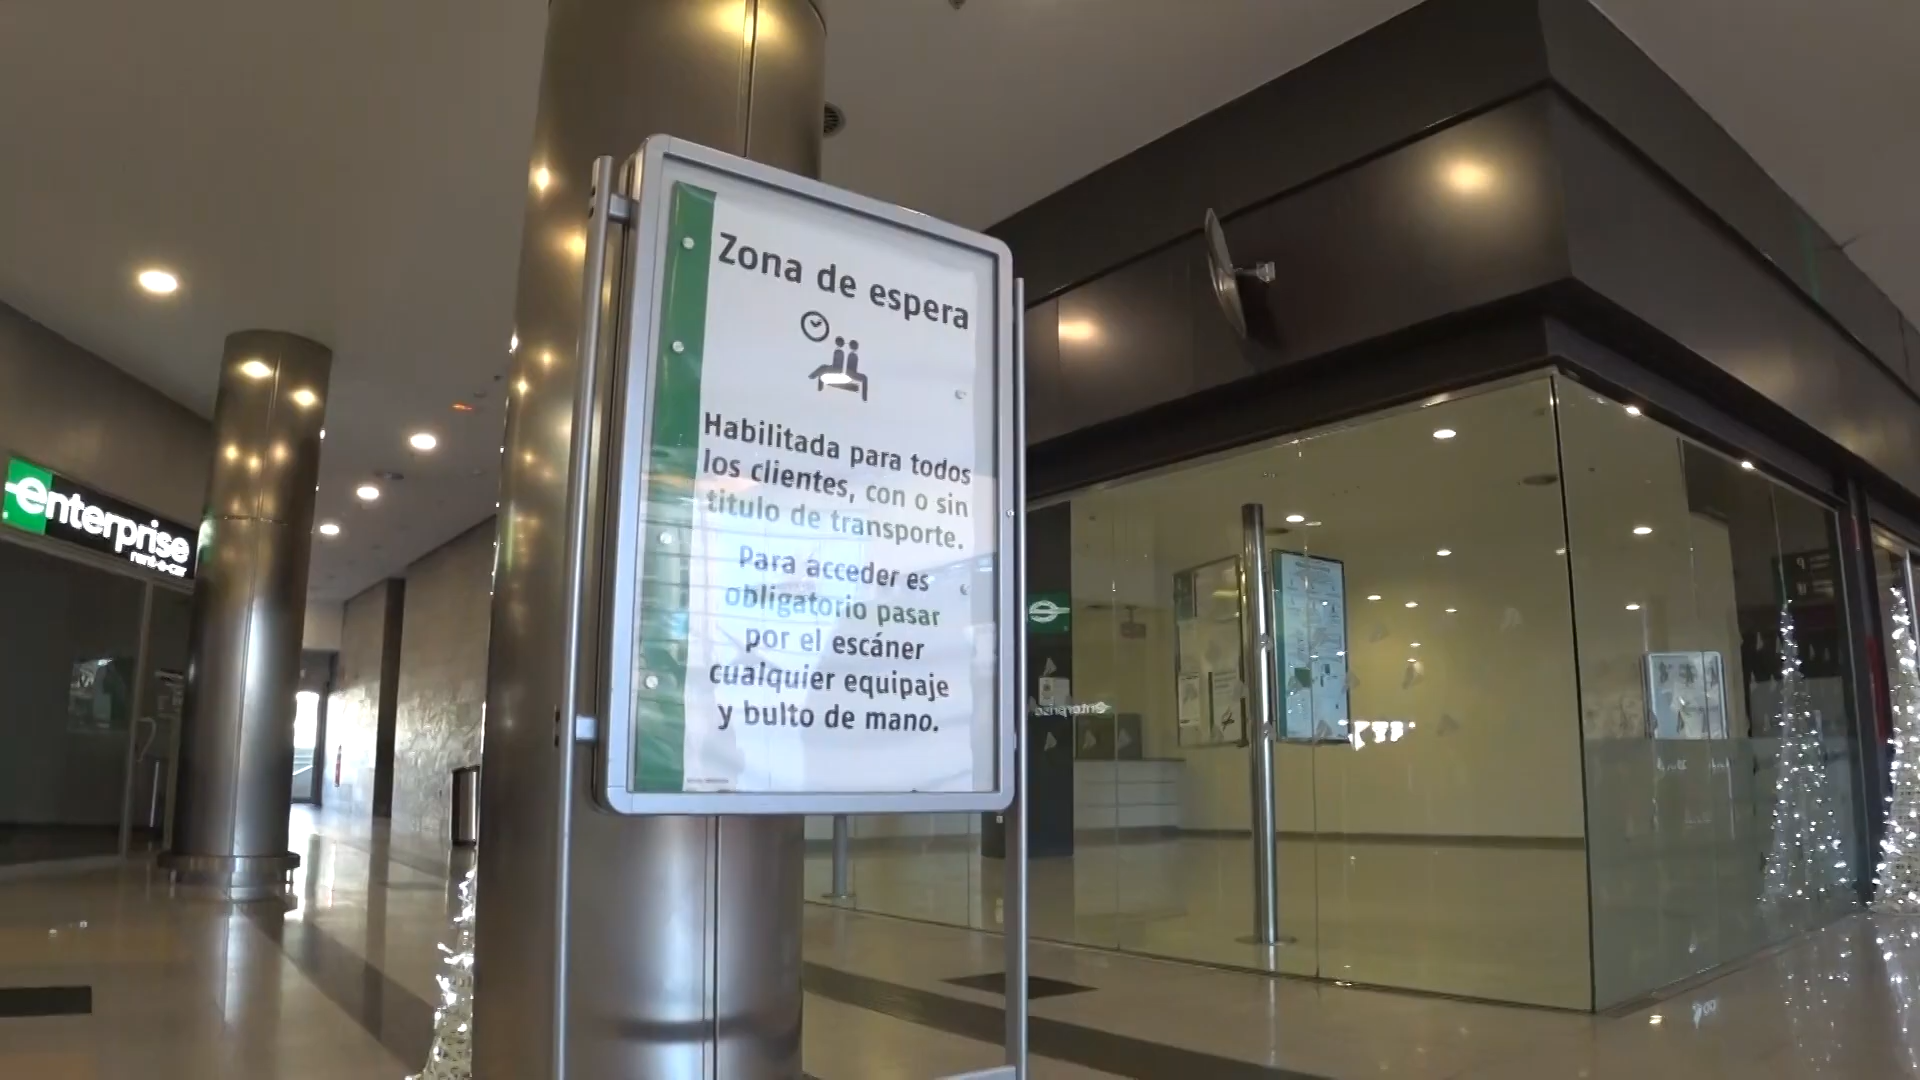 Zona de espera
Habilitada para todos
los clientes, con o sin
título de transporte.
Para acceder es
obligatorio pasar
por el escáner
cualquier equipaje
y bulto de mano.
enterprise
rent-a-car
enterprise